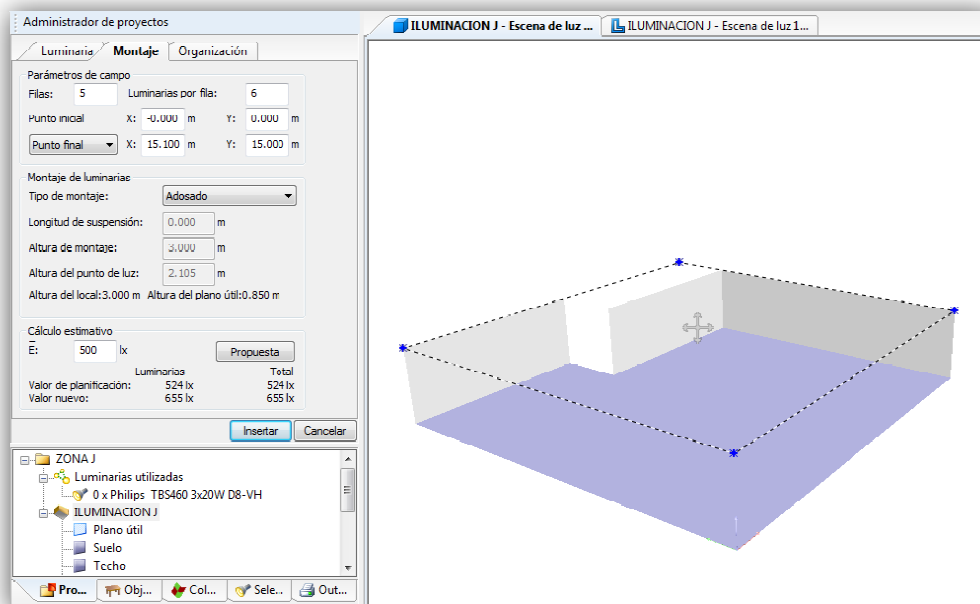 Administrador de proyectos
Luminaria Montaje Organización
Parámetros de campo
Filas: 5 Luminarias por fila: 6
Punto inicial X: -0.000 m Y: 0.000 m
Punto final X: 15.100 m Y: 15.000 m
Montaje de luminarias
Tipo de montaje: Adosado
Longitud de suspensión: 0.000 m
Altura de montaje: 3.000 m
Altura del punto de luz: 2.105 m
Altura del local:3.000 m Altura del plano útil:0.850 m
Cálculo estimativo
E: 500 lx Propuesta
Luminarias Total
Valor de planificación: 524 lx 524 lx
Valor nuevo: 655 lx 655 lx
Insertar Cancelar
ZONA J
Luminarias utilizadas
0 x Philips TBS460 3x20W D8-VH
ILUMINACION J
Plano útil
Suelo
Techo
Pro... Obj... Col... Sele... Out...
ILUMINACION J - Escena de luz ... ILUMINACION J - Escena de luz 1...